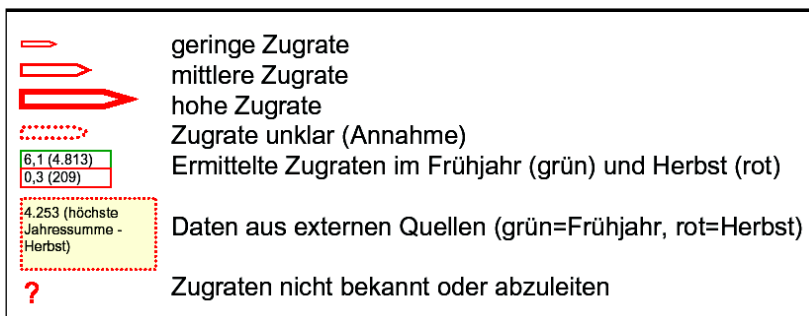 geringe Zugrate
mittlere Zugrate
hohe Zugrate
Zugrate unklar (Annahme)
6,1 (4.813)
0,3 (209)
Ermittelte Zugraten im Frühjahr (grün) und Herbst (rot)
4.253 (höchste
Jahressumme -
Herbst)
Daten aus externen Quellen (grün=Frühjahr, rot=Herbst)
?
Zugraten nicht bekannt oder abzuleiten